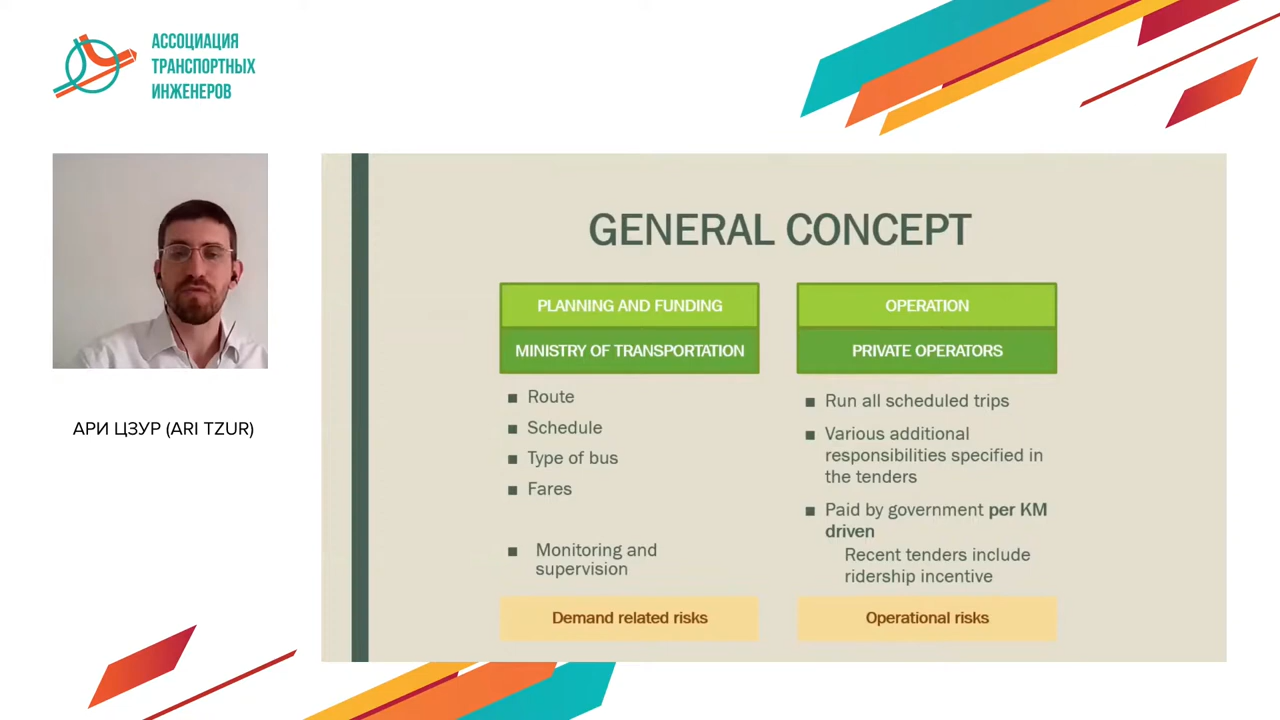 АССОЦИАЦИЯ
ТРАНСПОРТНЫХ
ИНЖЕНЕРОВ
АРИ ЦЗУР (ARI TZUR)
GENERAL CONCEPT
PLANNING AND FUNDING
MINISTRY OF TRANSPORTATION
■ Route
■ Schedule
■ Type of bus
■ Fares
■ Monitoring and
supervision
Demand related risks
OPERATION
PRIVATE OPERATORS
■ Run all scheduled trips
■ Various additional
responsibilities specified in
the tenders
■ Paid by government per KM
driven
Recent tenders include
ridership incentive
Operational risks